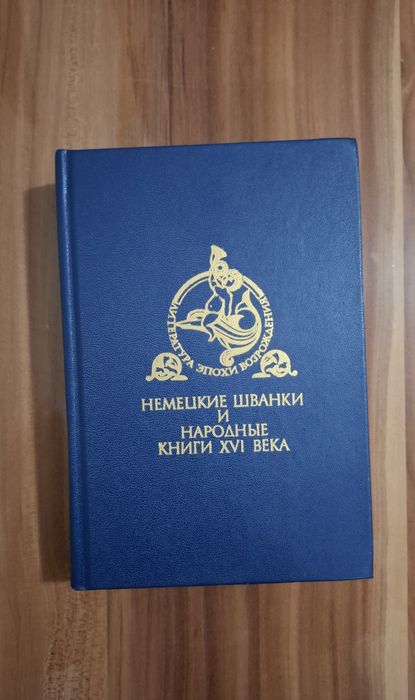 ЛИТЕРАТУРА ЭПОХИ ВОЗРОЖДЕНИЯ
НЕМЕЦКИЕ ШВАНКИ
И
НАРОДНЫЕ
КНИГИ XVI ВЕКА